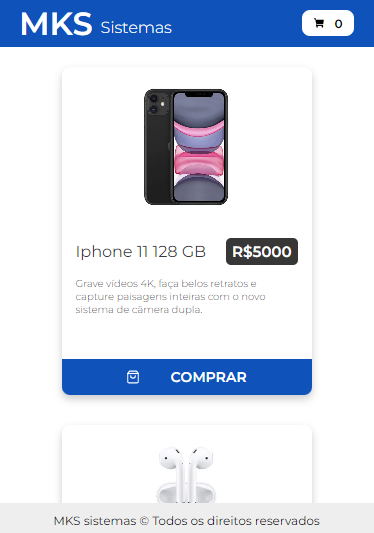 MKS Sistemas
0
Iphone 11 128 GB
R$5000
Grave vídeos 4K, faça belos retratos e
capture paisagens inteiras com o novo
sistema de câmera dupla.
COMPRAR
MKS sistemas © Todos os direitos reservados